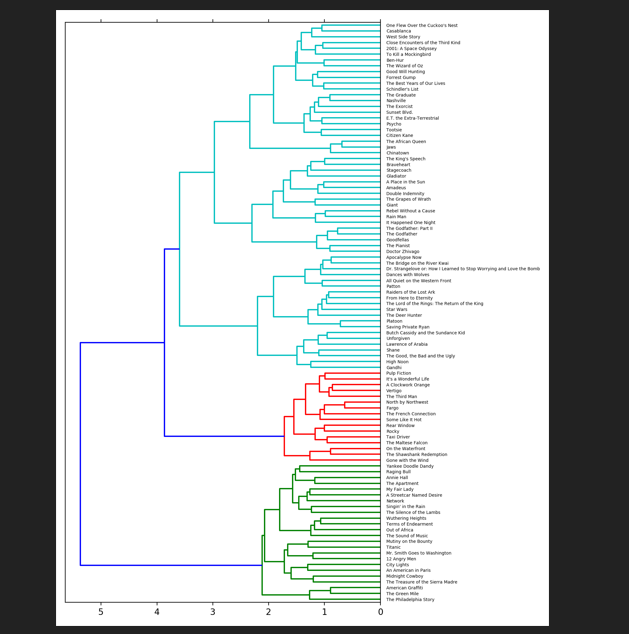 One Flew Over the Cuckoo's Nest
Casablanca
West Side Story
Close Encounters of the Third Kind
2001: A Space Odyssey
To Kill a Mockingbird
Ben-Hur
The Wizard of Oz
Good Will Hunting
Forrest Gump
The Best Years of Our Lives
Schindler's List
The Graduate
Nashville
The Exorcist
Sunset Blvd.
E.T. the Extra-Terrestrial
Psycho
Tootsie
Citizen Kane
The African Queen
Jaws
Chinatown
The King's Speech
Braveheart
Stagecoach
Gladiator
A Place in the Sun
Amadeus
Double Indemnity
The Grapes of Wrath
Giant
Rebel Without a Cause
Rain Man
It Happened One Night
The Godfather: Part II
The Godfather
Goodfellas
The Pianist
Doctor Zhivago
Apocalypse Now
The Bridge on the River Kwai
Dr. Strangelove or: How I Learned to Stop Worrying and Love the Bomb
Dances with Wolves
All Quiet on the Western Front
Patton
Raiders of the Lost Ark
From Here to Eternity
The Lord of the Rings: The Return of the King
Star Wars
The Deer Hunter
Platoon
Saving Private Ryan
Butch Cassidy and the Sundance Kid
Unforgiven
Lawrence of Arabia
Shane
The Good, the Bad and the Ugly
High Noon
Gandhi
Pulp Fiction
It's a Wonderful Life
A Clockwork Orange
Vertigo
The Third Man
North by Northwest
Fargo
The French Connection
Some Like It Hot
Rear Window
Rocky
Taxi Driver
The Maltese Falcon
On the Waterfront
The Shawshank Redemption
Gone with the Wind
Yankee Doodle Dandy
Raging Bull
Annie Hall
The Apartment
My Fair Lady
A Streetcar Named Desire
Network
Singin' in the Rain
The Silence of the Lambs
Wuthering Heights
Terms of Endearment
Out of Africa
The Sound of Music
Mutiny on the Bounty
Titanic
Mr. Smith Goes to Washington
12 Angry Men
City Lights
An American in Paris
Midnight Cowboy
The Treasure of the Sierra Madre
American Graffiti
The Green Mile
The Philadelphia Story
5 4 3 2 1 0